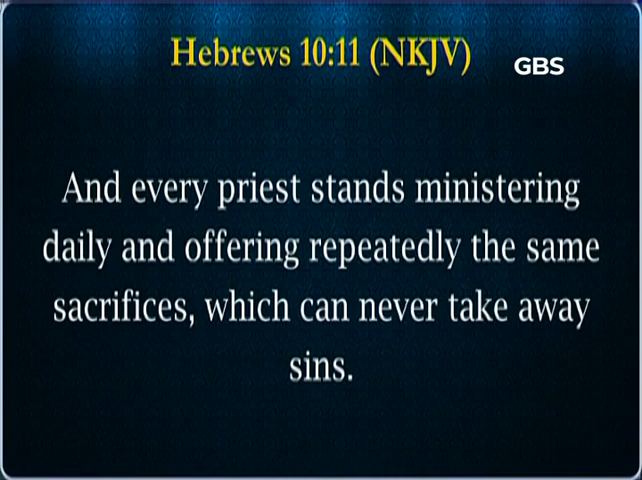 Hebrews 10:11 (NKJV)
GBS
And every priest stands ministering
daily and offering repeatedly the same
sacrifices, which can never take away
sins.